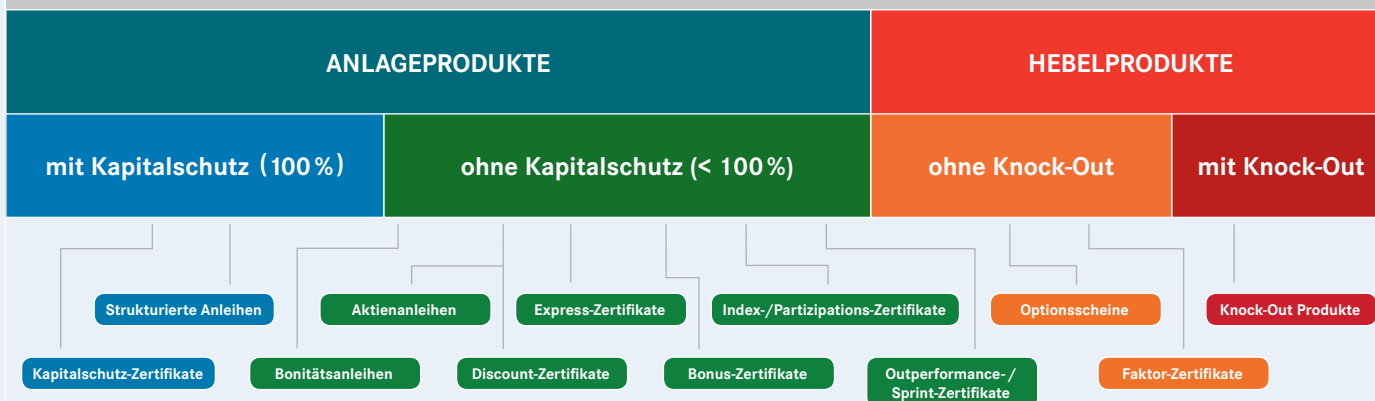 ANLAGEPRODUKTE
HEBELPRODUKTE
mit Kapitalschutz (100%)
ohne Kapitalschutz (< 100%)
ohne Knock-Out
mit Knock-Out
Strukturierte Anleihen
Aktienanleihen
Express-Zertifikate
Index-/Partizipations-Zertifikate
Optionsscheine
Knock-Out Produkte
Kapitalschutz-Zertifikate
Bonitätsanleihen
Discount-Zertifikate
Bonus-Zertifikate
Outperformance-/
Sprint-Zertifikate
Faktor-Zertifikate